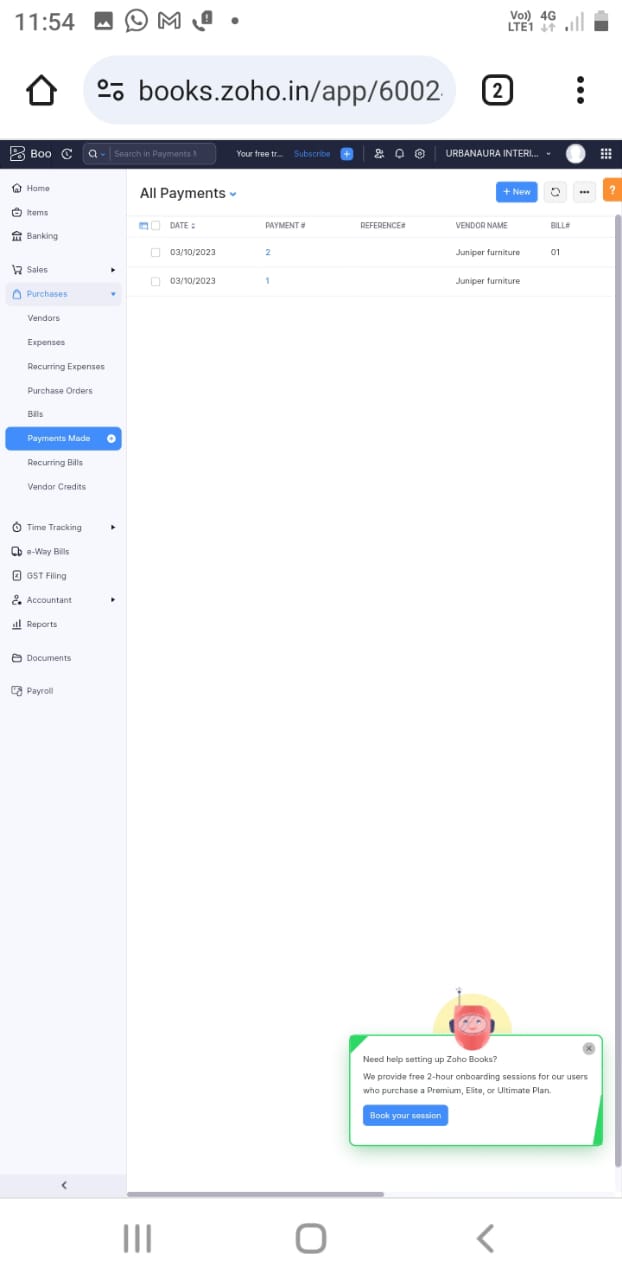 11:54
Vo)) 4G
LTE1
books.zoho.in/app/6002
2
Boo
Search in Payments
Your free tr... Subscribe
URBANAURA INTERI...
Home
Items
Banking
Sales
Purchases
Vendors
Expenses
Recurring Expenses
Purchase Orders
Bills
Payments Made
Recurring Bills
Vendor Credits
Time Tracking
e-Way Bills
GST Filing
Accountant
Reports
Documents
Payroll
All Payments
+ New
?
DATE PAYMENT # REFERENCE# VENDOR NAME BILL#
03/10/2023 2 Juniper furniture 01
03/10/2023 1 Juniper furniture
Need help setting up Zoho Books?
We provide free 2-hour onboarding sessions for our users
who purchase a Premium, Elite, or Ultimate Plan.
Book your session